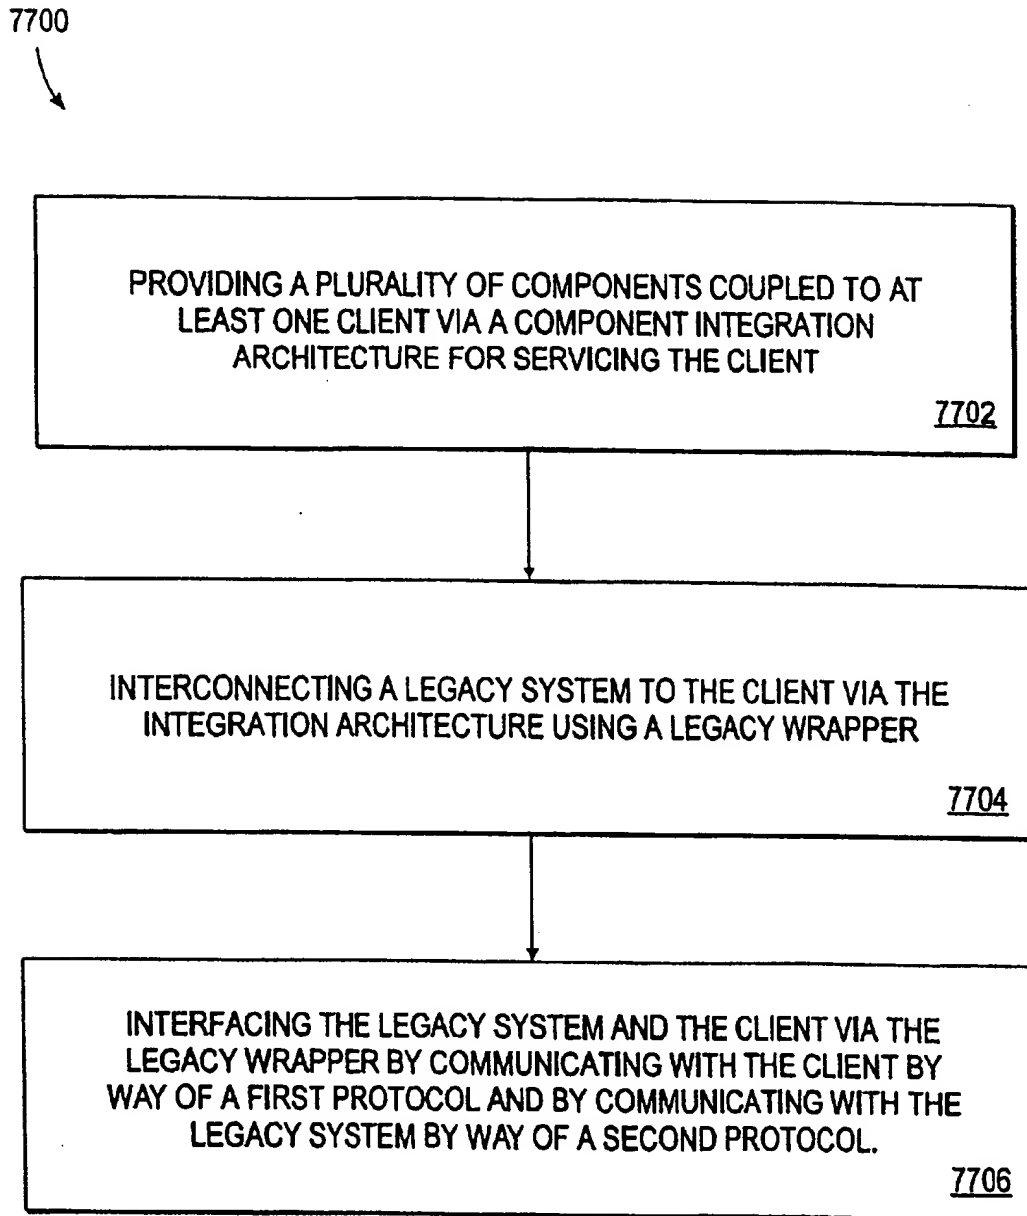 7700
PROVIDING A PLURALITY OF COMPONENTS COUPLED TO AT
LEAST ONE CLIENT VIA A COMPONENT INTEGRATION
ARCHITECTURE FOR SERVICING THE CLIENT
7702
INTERCONNECTING A LEGACY SYSTEM TO THE CLIENT VIA THE
INTEGRATION ARCHITECTURE USING A LEGACY WRAPPER
7704
INTERFACING THE LEGACY SYSTEM AND THE CLIENT VIA THE
LEGACY WRAPPER BY COMMUNICATING WITH THE CLIENT BY
WAY OF A FIRST PROTOCOL AND BY COMMUNICATING WITH THE
LEGACY SYSTEM BY WAY OF A SECOND PROTOCOL.
7706